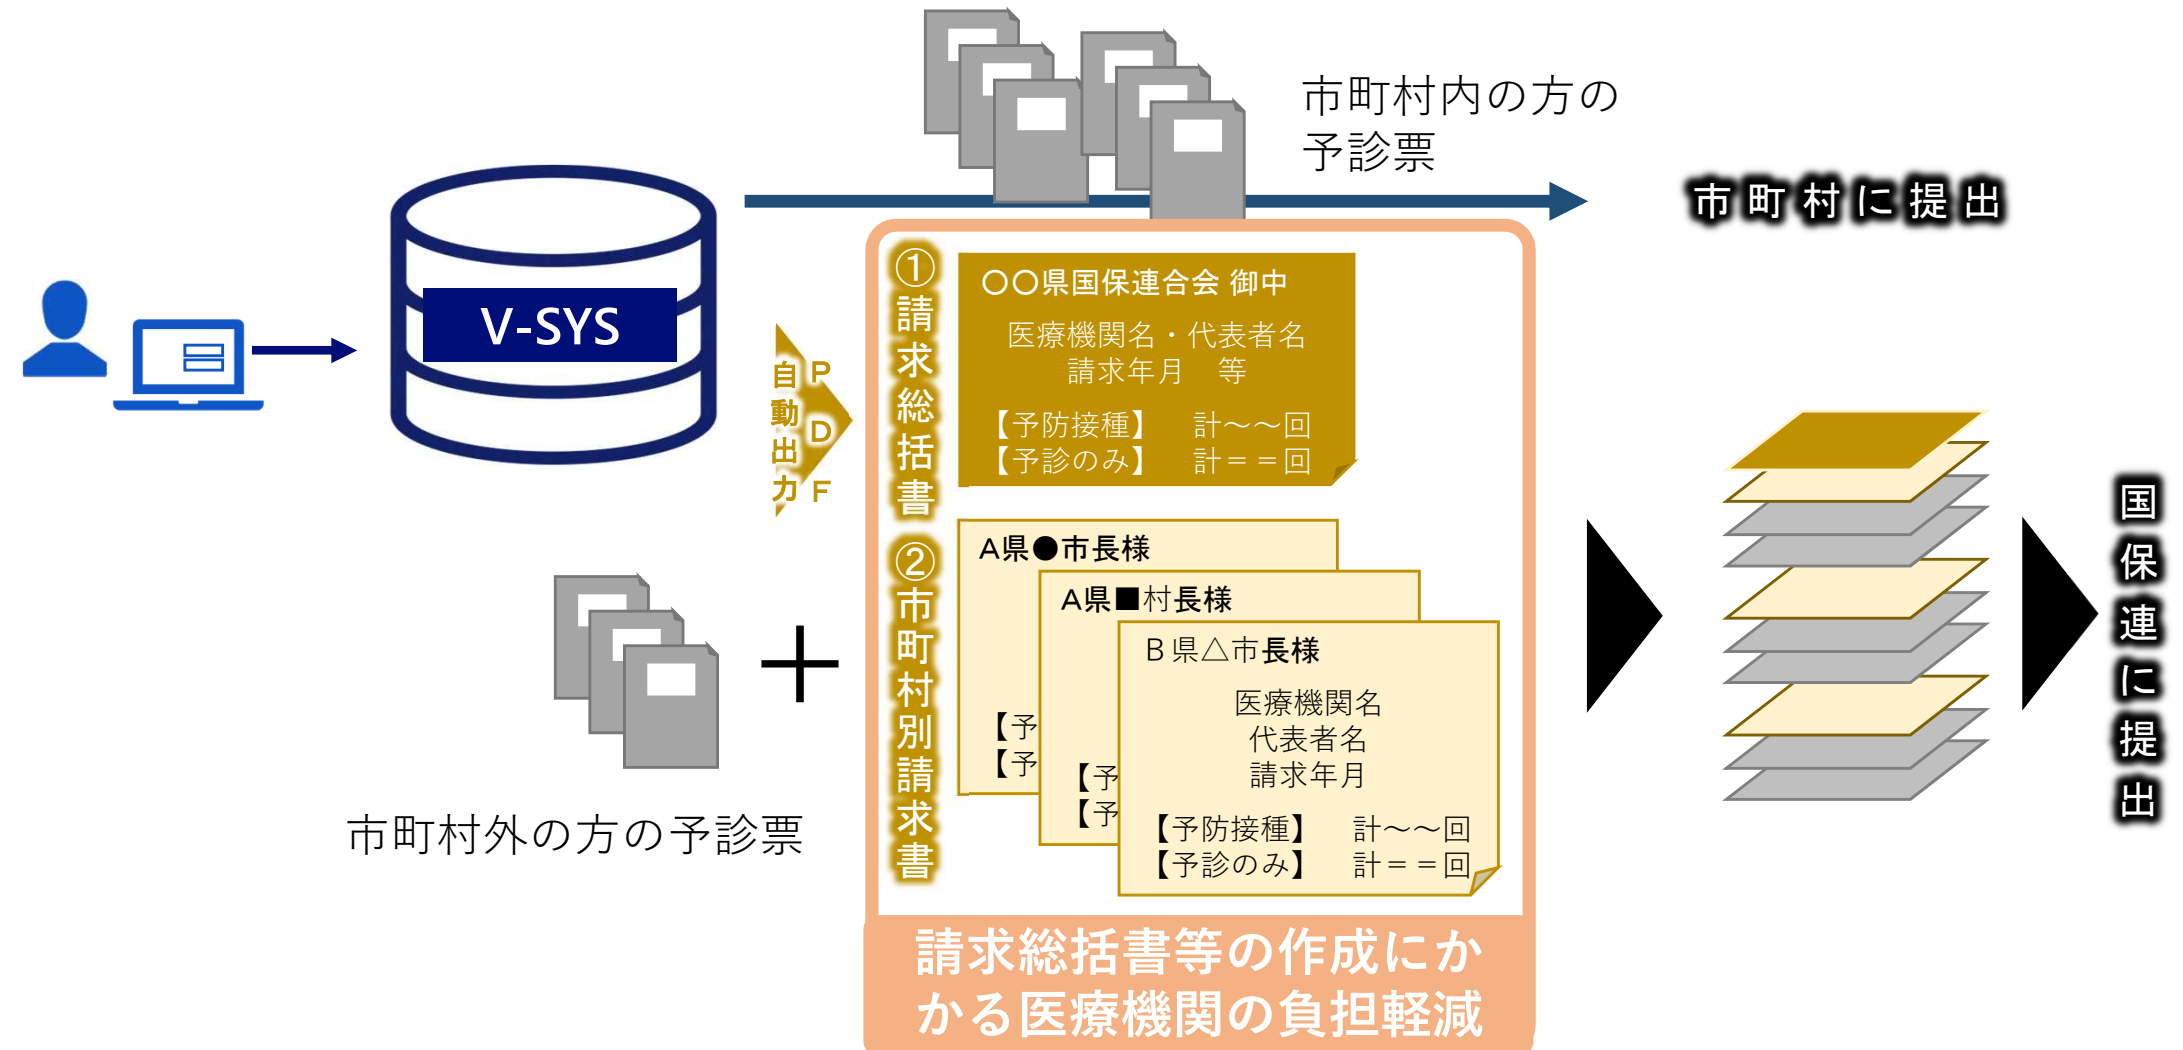 市町村内の方の
予診票
市町村に提出
V-SYS
PDF
自動出力
①請求総括書
〇〇県国保連合会 御中
医療機関名・代表者名
請求年月　等
【予防接種】　計～～回
【予診のみ】　計＝＝回
②市町村別請求書
A県●市長様
【予
【予
A県■村長様
【予
【予
B県△市長様
医療機関名
代表者名
請求年月
【予防接種】　計～～回
【予診のみ】　計＝＝回
市町村外の方の予診票
国保連に提出
請求総括書等の作成にか
かる医療機関の負担軽減